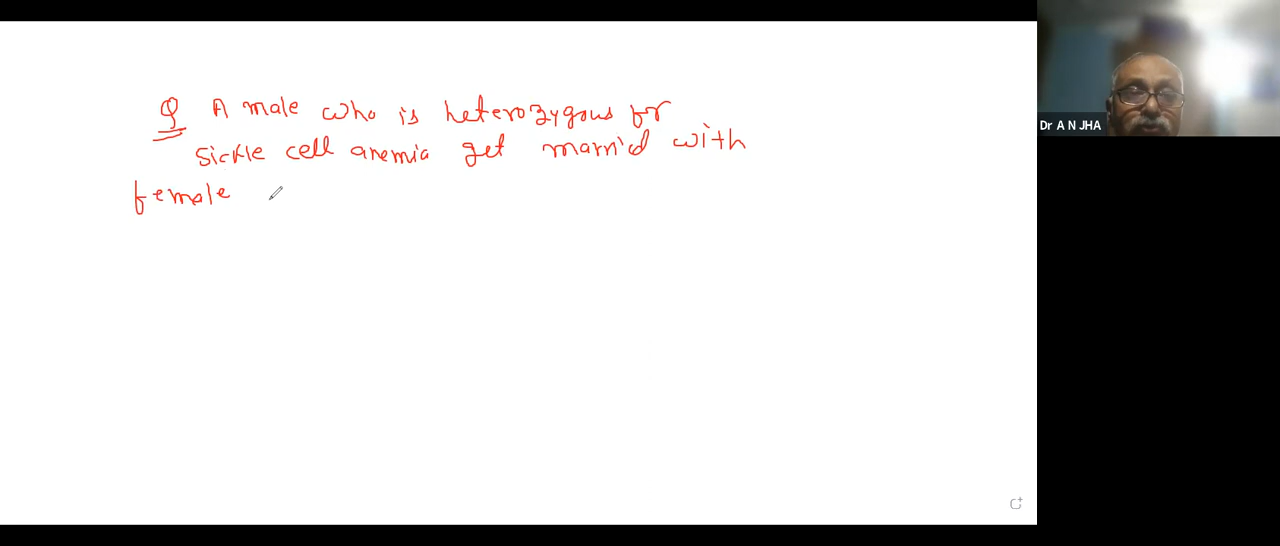 Q A male who is heterozygous for
Sickle cell anemia get married with
female
Dr A N JHA